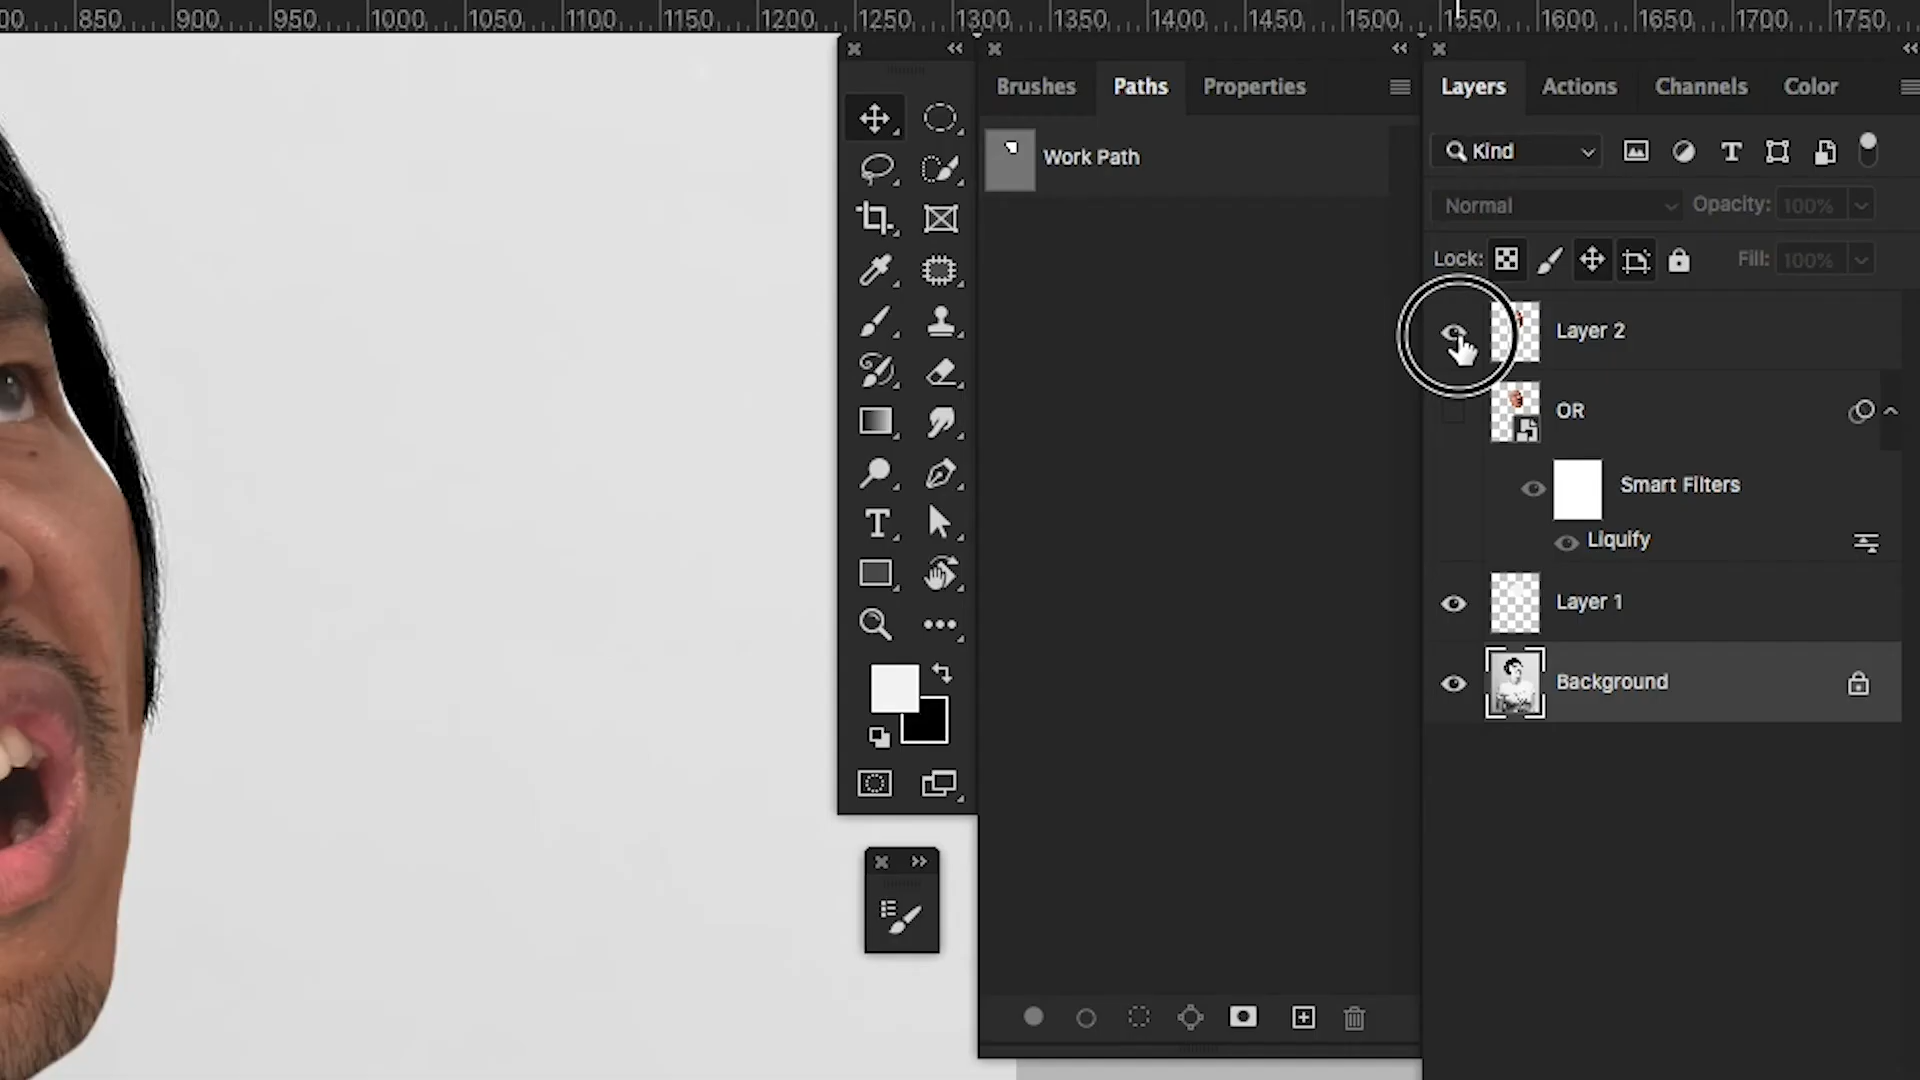 850 900 950 1000 1050 1100 1150 1200 1250 1300 1350 1400 1450 1500 1550 1600 1650 1700 1750
Brushes Paths Properties
Layers Actions Channels Color
Work Path
Kind
Normal Opacity: 100%
Lock: Fill: 100%
Layer 2
OR
Smart Filters
Liquify
Layer 1
Background